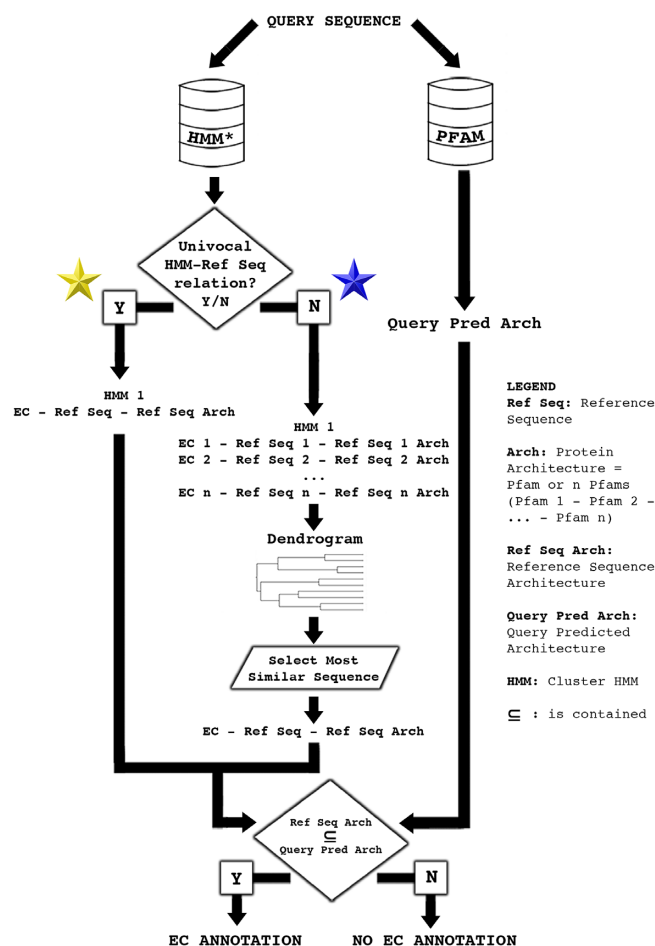 QUERY SEQUENCE
HMM*
PFAM
Univocal
HMM-Ref Seq
relation?
Y/N
Y
N
Query Pred Arch
HMM 1
EC - Ref Seq - Ref Seq Arch
HMM 1
EC 1 - Ref Seq 1 - Ref Seq 1 Arch
EC 2 - Ref Seq 2 - Ref Seq 2 Arch
...
EC n - Ref Seq n - Ref Seq n Arch
Dendrogram
Select Most
Similar Sequence
EC - Ref Seq - Ref Seq Arch
Ref Seq Arch
⊆
Query Pred Arch
Y
N
EC ANNOTATION
NO EC ANNOTATION
LEGEND
Ref Seq: Reference
Sequence
Arch: Protein
Architecture =
Pfam or n Pfams
(Pfam 1 - Pfam 2 -
... - Pfam n)
Ref Seq Arch:
Reference Sequence
Architecture
Query Pred Arch:
Query Predicted
Architecture
HMM: Cluster HMM
⊆ : is contained